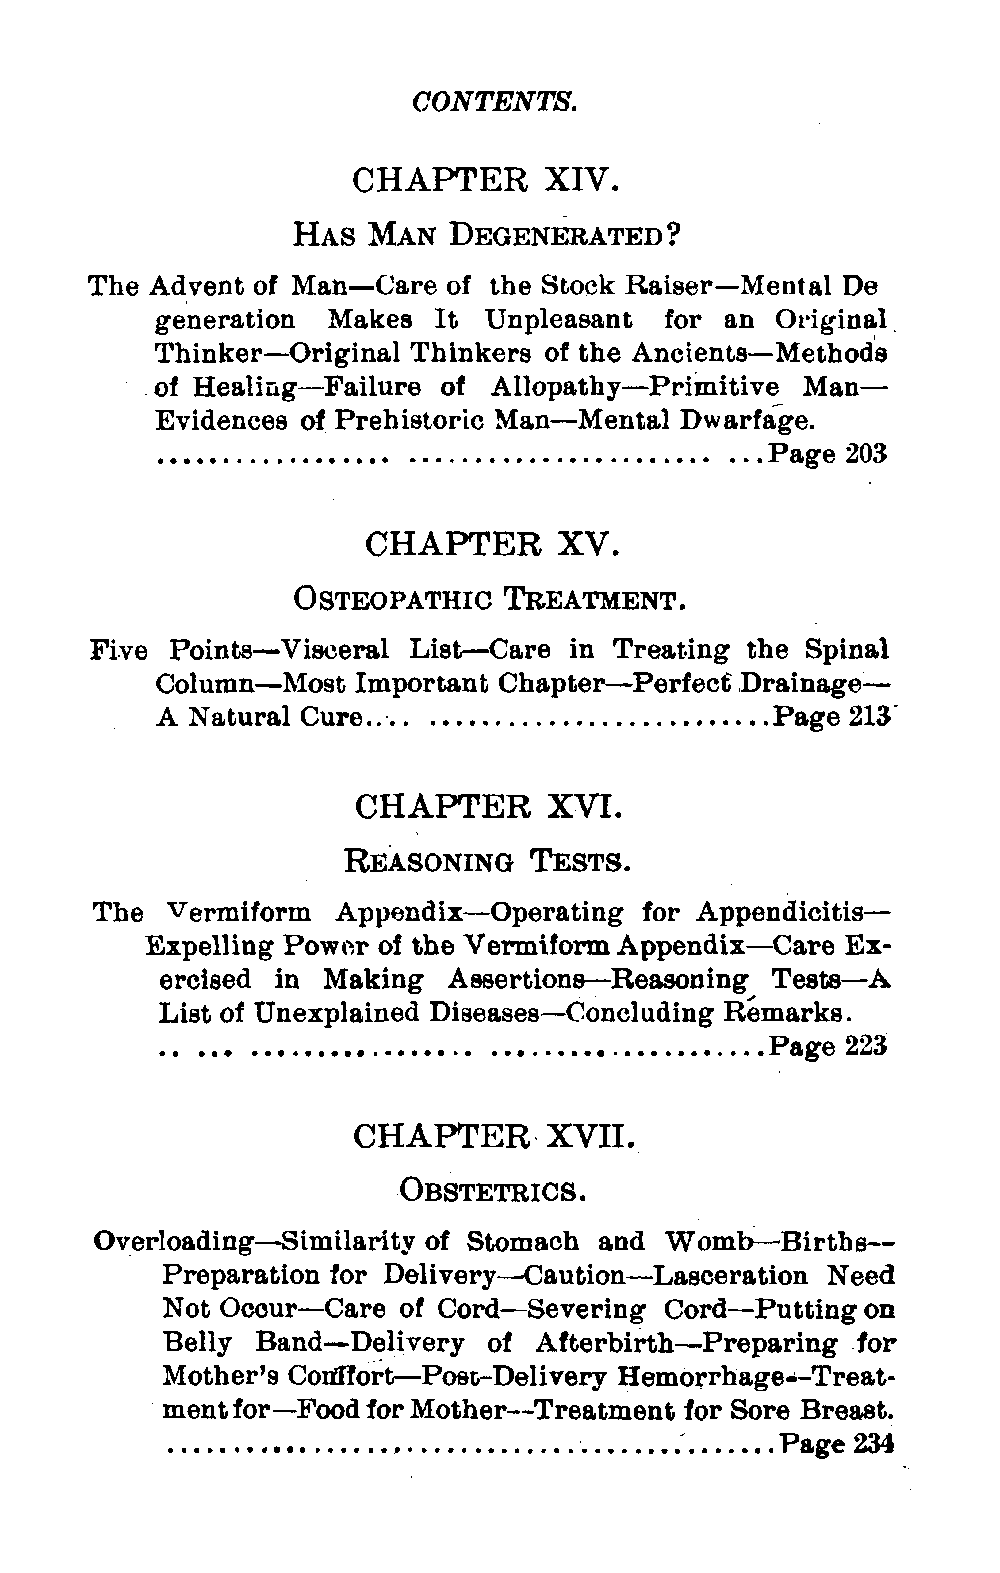 CONTENTS.
CHAPTER XIV.
HAS MAN DEGENERATED?
The Advent of Man—Care of the Stock Raiser—Mental De
generation Makes It Unpleasant for an Original
Thinker—Original Thinkers of the Ancients—Methods
of Healing—Failure of Allopathy—Primitive Man—
Evidences of Prehistoric Man—Mental Dwarfage.
.................. ....................... ...Page 203
CHAPTER XV.
OSTEOPATHIC TREATMENT.
Five Points—Visceral List—Care in Treating the Spinal
Column—Most Important Chapter—Perfect Drainage—
A Natural Cure.... ..........................Page 213
CHAPTER XVI.
REASONING TESTS.
The Vermiform Appendix—Operating for Appendicitis—
Expelling Power of the Vermiform Appendix—Care Ex-
ercised in Making Assertions—Reasoning Tests—A
List of Unexplained Diseases—Concluding Remarks.
.. ... ................. .....................Page 223
CHAPTER XVII.
OBSTETRICS.
Overloading—Similarity of Stomach and Womb—Births—
Preparation for Delivery—Caution—Lasceration Need
Not Occur—Care of Cord—Severing Cord—Putting on
Belly Band—Delivery of Afterbirth—Preparing for
Mother's Comfort—Post-Delivery Hemorrhage—Treat-
ment for—Food for Mother—Treatment for Sore Breast.
...............................................Page 234